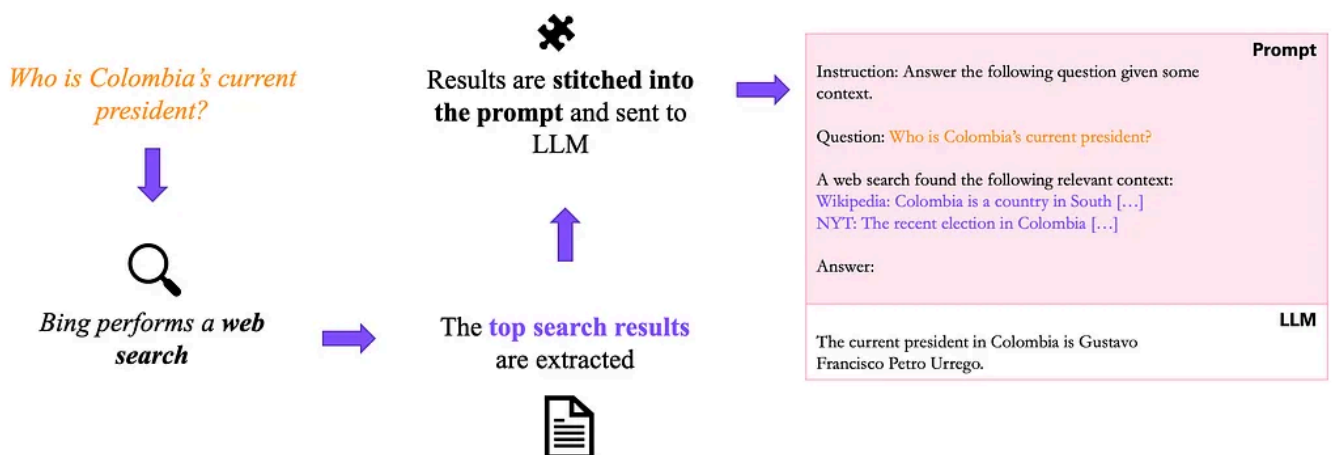 Who is Colombia's current
president?
Bing performs a web
search
The top search results
are extracted
Results are stitched into
the prompt and sent to
LLM
Prompt
Instruction: Answer the following question given some
context.
Question: Who is Colombia's current president?
A web search found the following relevant context:
Wikipedia: Colombia is a country in South […]
NYT: The recent election in Colombia […]
Answer:
LLM
The current president in Colombia is Gustavo
Francisco Petro Urrego.